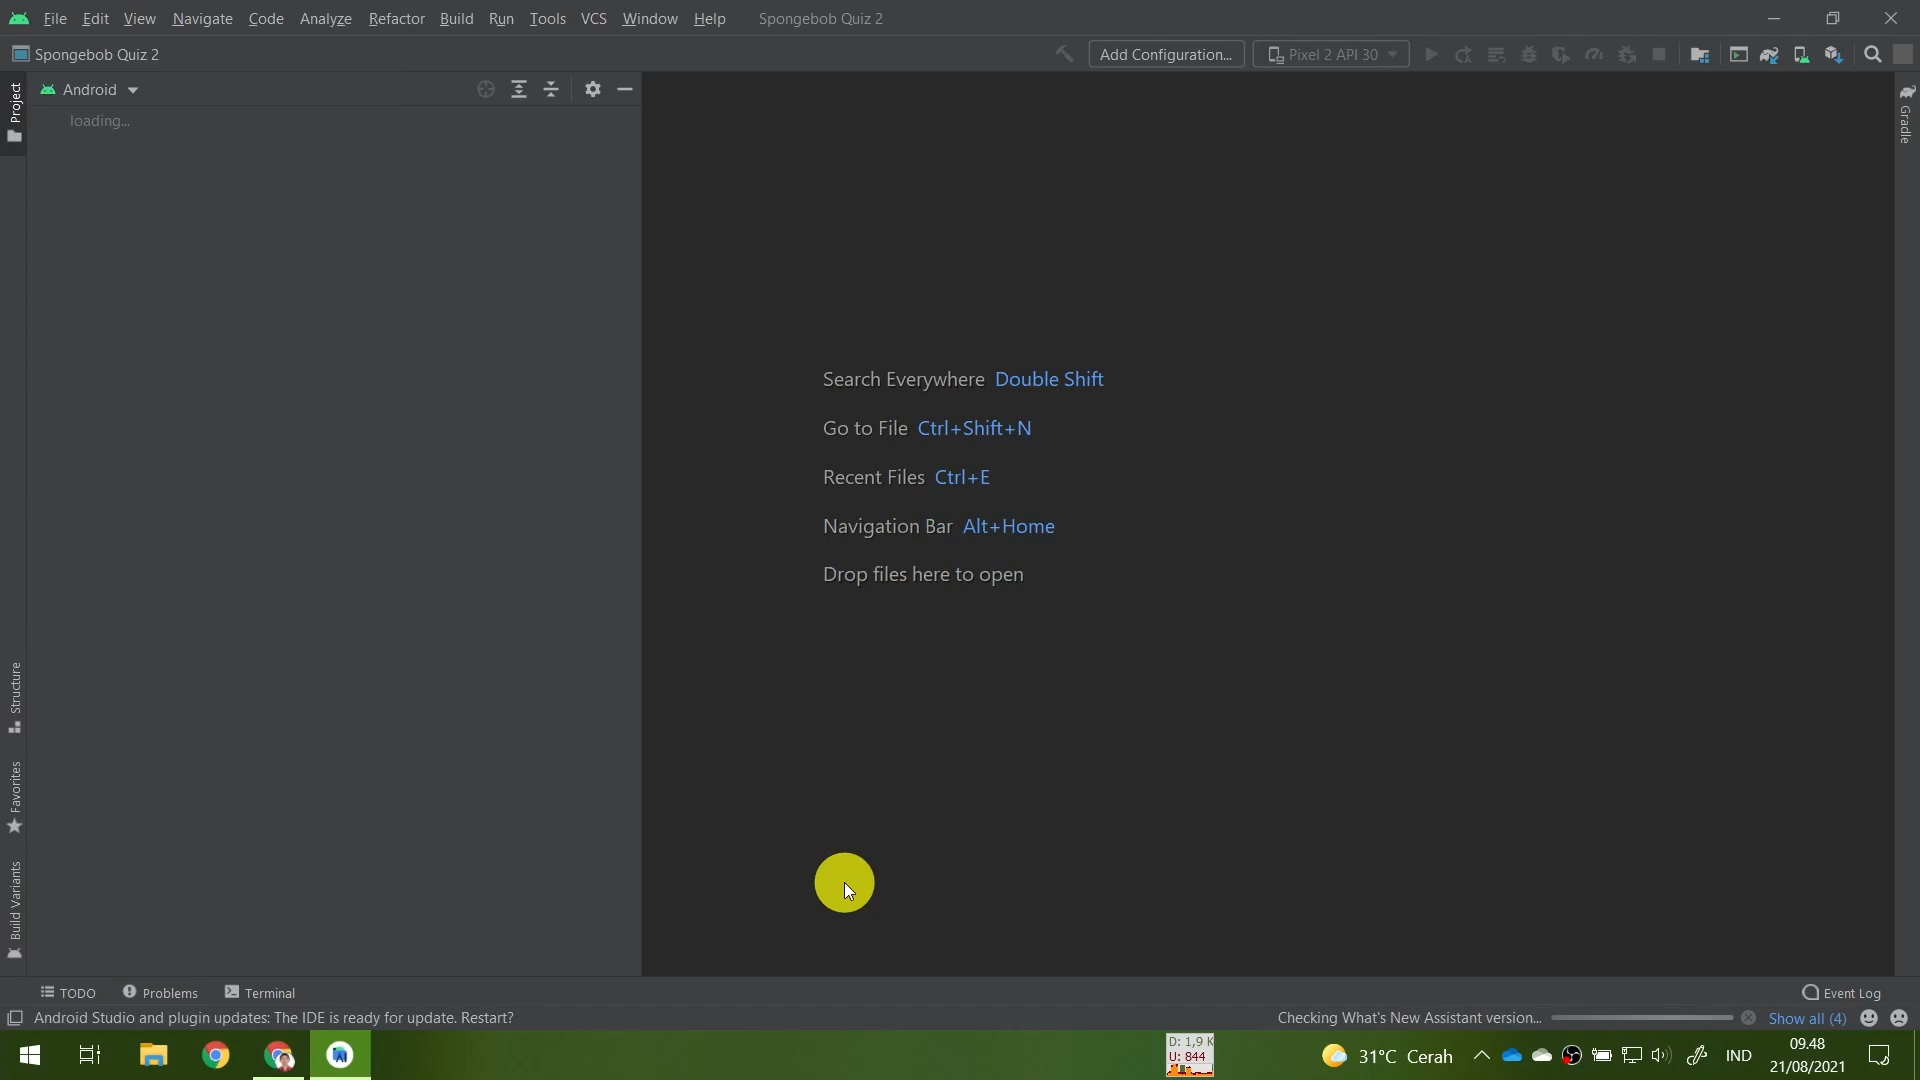 File Edit View Navigate Code Analyze Refactor Build Run Tools VCS Window Help Spongebob Quiz 2
Spongebob Quiz 2
Add Configuration...
Pixel 2 API 30
Project
Android
loading...
Gradle
Search Everywhere Double Shift
Go to File Ctrl+Shift+N
Recent Files Ctrl+E
Navigation Bar Alt+Home
Drop files here to open
Structure
Favorites
Build Variants
TODO Problems Terminal
Event Log
Android Studio and plugin updates: The IDE is ready for update. Restart?
Checking What's New Assistant version...
Show all (4)
D: 1,9 K
U: 844
31°C Cerah
IND
09.48
21/08/2021